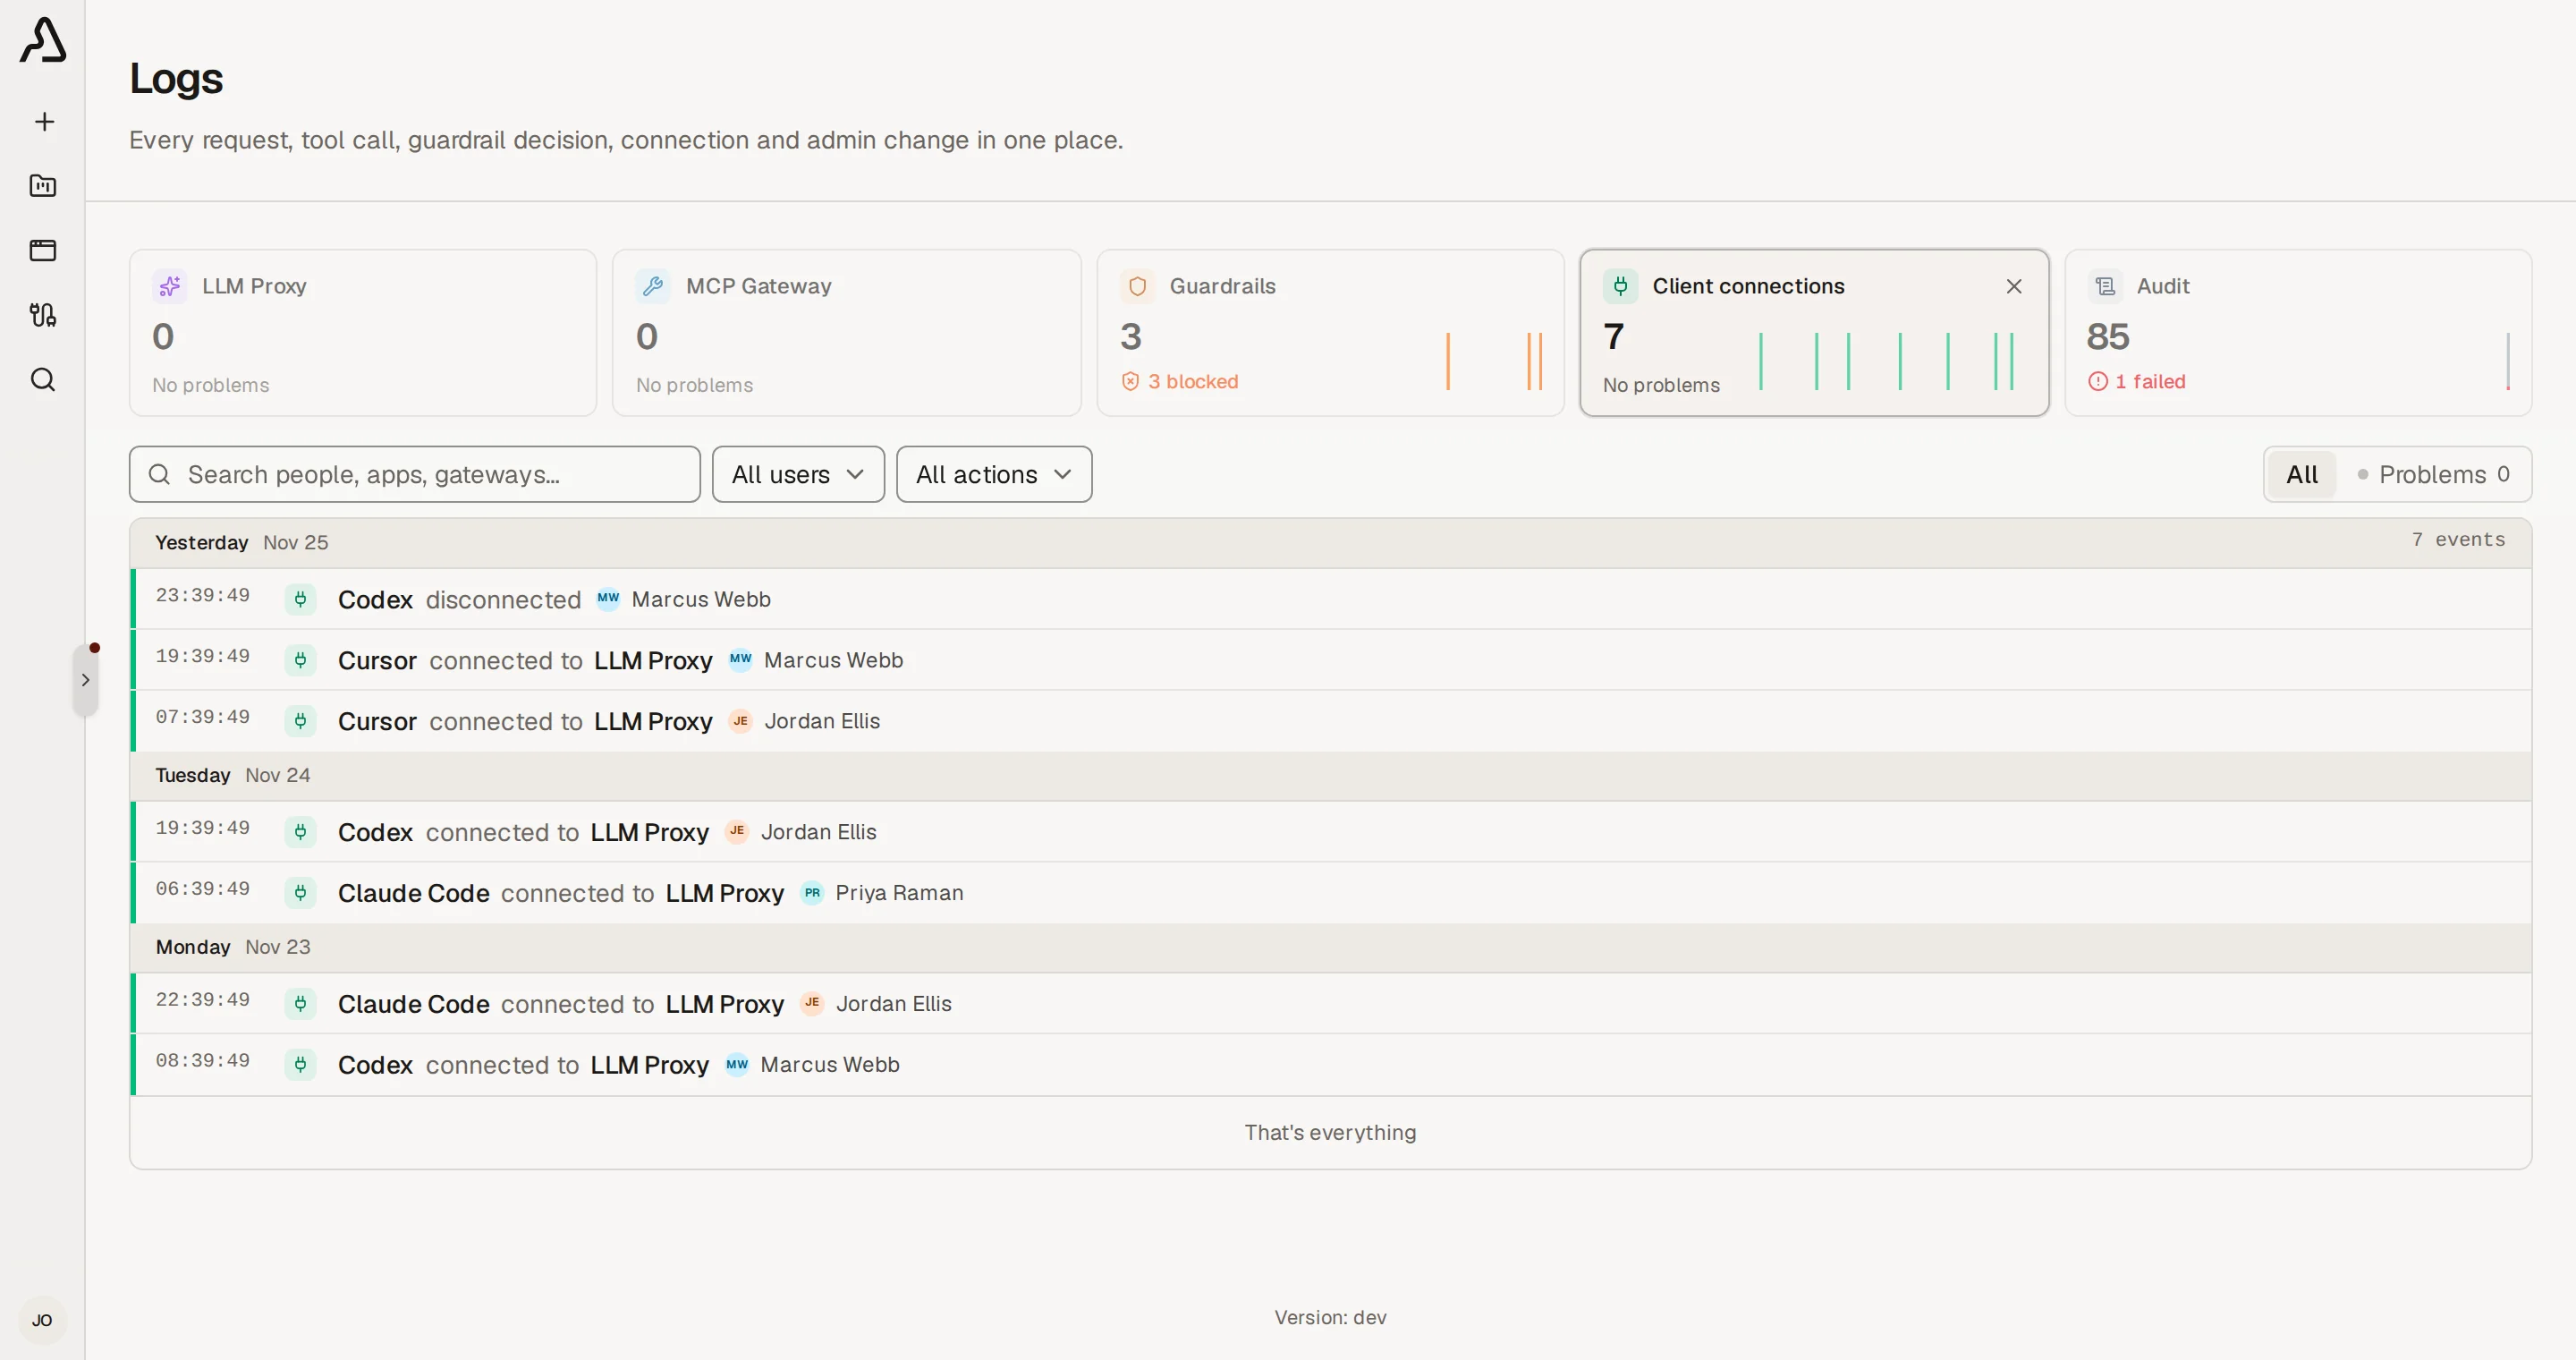 Logs
Every request, tool call, guardrail decision, connection and admin change in one place.
LLM Proxy
0
No problems
MCP Gateway
0
No problems
Guardrails
3
3 blocked
Client connections
7
No problems
Audit
85
1 failed
Search people, apps, gateways...
All users
All actions
All
Problems 0
Yesterday Nov 25
7 events
23:39:49 Codex disconnected MW Marcus Webb
19:39:49 Cursor connected to LLM Proxy MW Marcus Webb
07:39:49 Cursor connected to LLM Proxy JE Jordan Ellis
Tuesday Nov 24
19:39:49 Codex connected to LLM Proxy JE Jordan Ellis
06:39:49 Claude Code connected to LLM Proxy PR Priya Raman
Monday Nov 23
22:39:49 Claude Code connected to LLM Proxy JE Jordan Ellis
08:39:49 Codex connected to LLM Proxy MW Marcus Webb
That's everything
JO
Version: dev